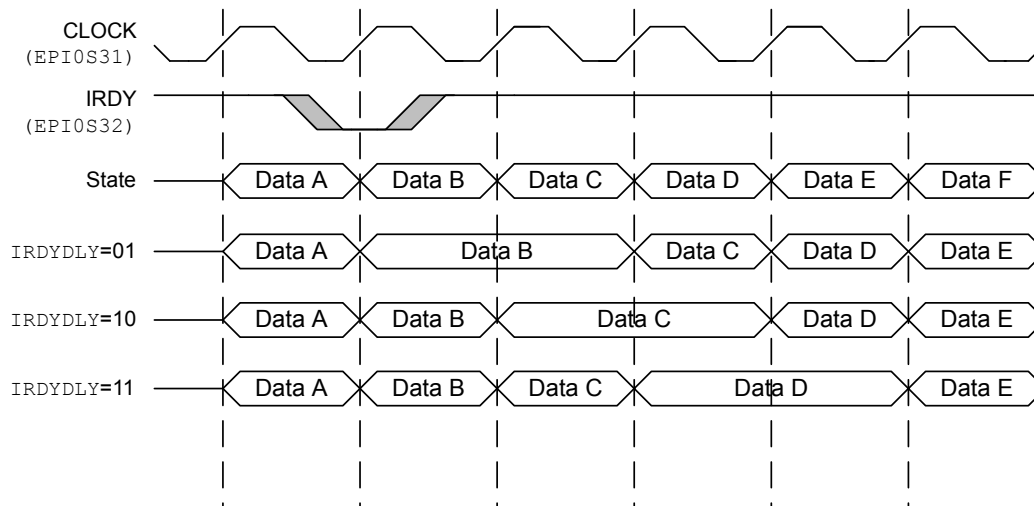 CLOCK
(EPI0S31)
IRDY
(EPI0S32)
State Data A Data B Data C Data D Data E Data F
IRDYDLY=01 Data A Data B Data C Data D Data E
IRDYDLY=10 Data A Data B Data C Data D Data E
IRDYDLY=11 Data A Data B Data C Data D Data E